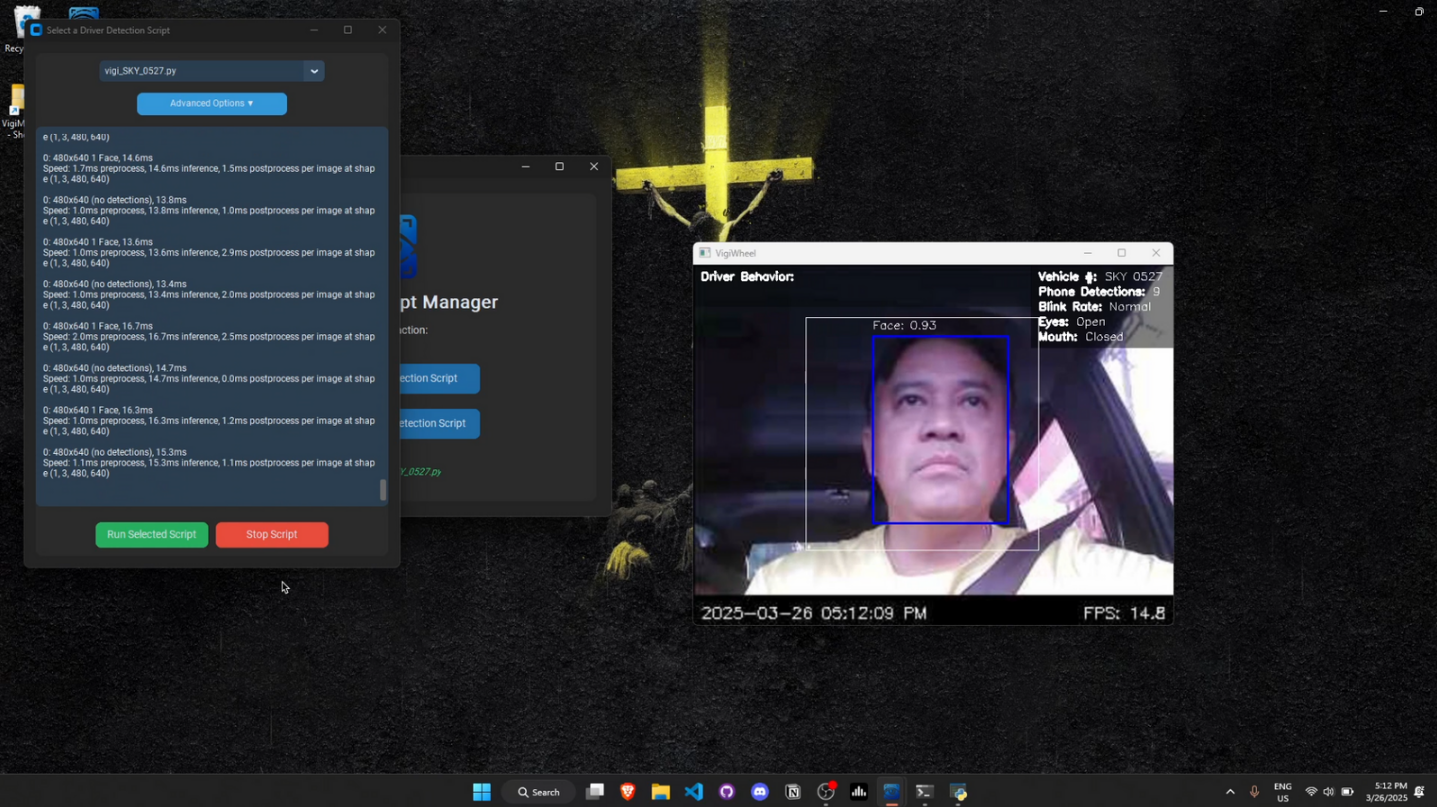 Recy
VigiM
- Sh
Select a Driver Detection Script
vigi_SKY_0527.py
Advanced Options ▼
e (1, 3, 480, 640)
0: 480x640 1 Face, 14.6ms
Speed: 1.7ms preprocess, 14.6ms inference, 1.5ms postprocess per image at shap
e (1, 3, 480, 640)
0: 480x640 (no detections), 13.8ms
Speed: 1.0ms preprocess, 13.8ms inference, 1.0ms postprocess per image at shap
e (1, 3, 480, 640)
0: 480x640 1 Face, 13.6ms
Speed: 1.0ms preprocess, 13.6ms inference, 2.9ms postprocess per image at shap
e (1, 3, 480, 640)
0: 480x640 (no detections), 13.4ms
Speed: 1.0ms preprocess, 13.4ms inference, 2.0ms postprocess per image at shap
e (1, 3, 480, 640)
0: 480x640 1 Face, 16.7ms
Speed: 2.0ms preprocess, 16.7ms inference, 2.5ms postprocess per image at shap
e (1, 3, 480, 640)
0: 480x640 (no detections), 14.7ms
Speed: 1.0ms preprocess, 14.7ms inference, 0.0ms postprocess per image at shap
e (1, 3, 480, 640)
0: 480x640 1 Face, 16.3ms
Speed: 1.0ms preprocess, 16.3ms inference, 1.2ms postprocess per image at shap
e (1, 3, 480, 640)
0: 480x640 (no detections), 15.3ms
Speed: 1.1ms preprocess, 15.3ms inference, 1.1ms postprocess per image at shap
e (1, 3, 480, 640)
Run Selected Script
Stop Script
pt Manager
nction:
ection Script
etection Script
Y_0527.py
VigiWheel
Driver Behavior:
Vehicle #: SKY 0527
Phone Detections: 9
Blink Rate: Normal
Eyes: Open
Mouth: Closed
Face: 0.93
2025-03-26 05:12:09 PM
FPS: 14.8
Search
ENG
US
5:12 PM
3/26/2025